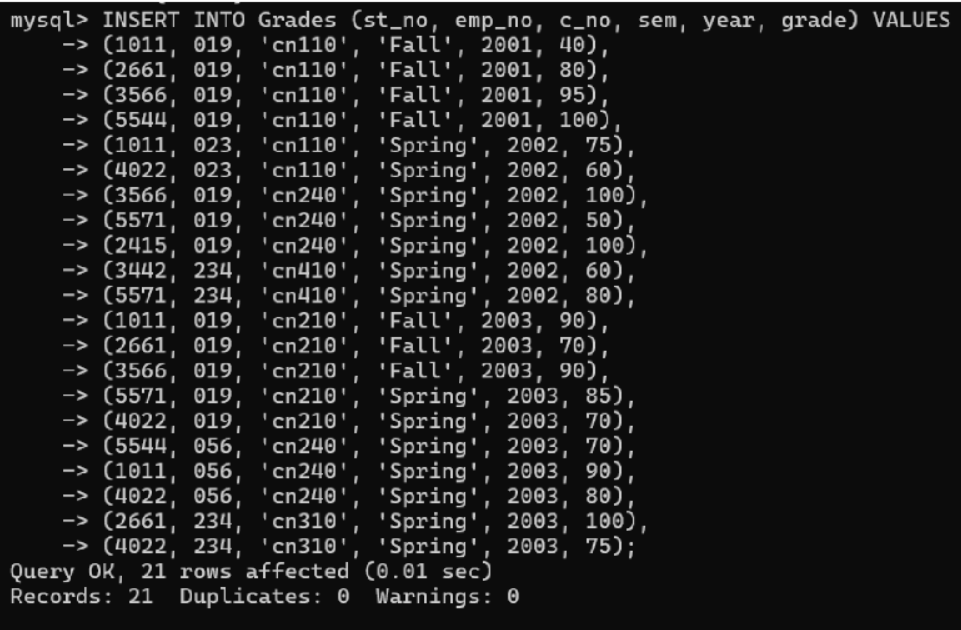 mysql> INSERT INTO Grades (st_no, emp_no, c_no, sem, year, grade) VALUES
    -> (1011, 019, 'cn110', 'Fall', 2001, 40),
    -> (2661, 019, 'cn110', 'Fall', 2001, 80),
    -> (3566, 019, 'cn110', 'Fall', 2001, 95),
    -> (5544, 019, 'cn110', 'Fall', 2001, 100),
    -> (1011, 023, 'cn110', 'Spring', 2002, 75),
    -> (4022, 023, 'cn110', 'Spring', 2002, 60),
    -> (3566, 019, 'cn240', 'Spring', 2002, 100),
    -> (5571, 019, 'cn240', 'Spring', 2002, 50),
    -> (2415, 019, 'cn240', 'Spring', 2002, 100),
    -> (3442, 234, 'cn410', 'Spring', 2002, 60),
    -> (5571, 234, 'cn410', 'Spring', 2002, 80),
    -> (1011, 019, 'cn210', 'Fall', 2003, 90),
    -> (2661, 019, 'cn210', 'Fall', 2003, 70),
    -> (3566, 019, 'cn210', 'Fall', 2003, 90),
    -> (5571, 019, 'cn210', 'Spring', 2003, 85),
    -> (4022, 019, 'cn210', 'Spring', 2003, 70),
    -> (5544, 056, 'cn240', 'Spring', 2003, 70),
    -> (1011, 056, 'cn240', 'Spring', 2003, 90),
    -> (4022, 056, 'cn240', 'Spring', 2003, 80),
    -> (2661, 234, 'cn310', 'Spring', 2003, 100),
    -> (4022, 234, 'cn310', 'Spring', 2003, 75);
Query OK, 21 rows affected (0.01 sec)
Records: 21  Duplicates: 0  Warnings: 0